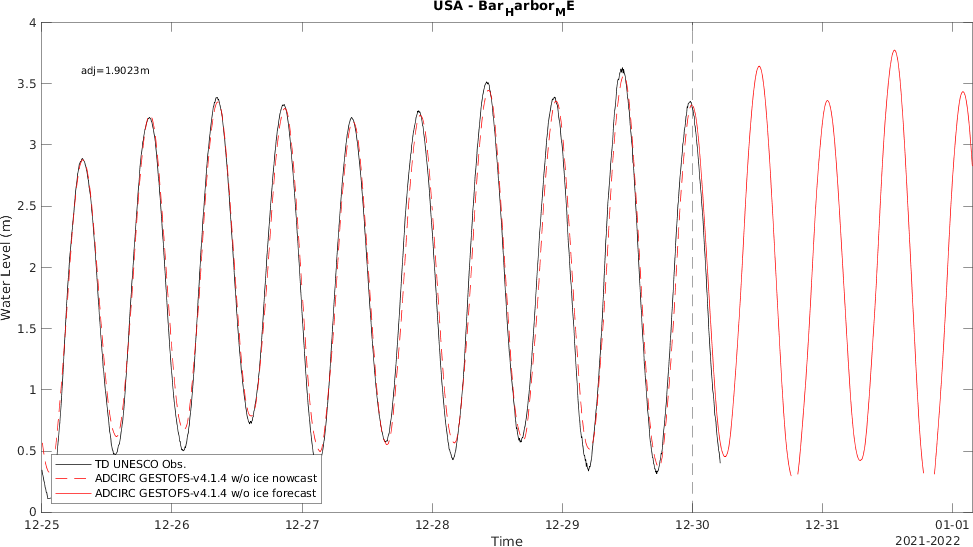 USA - Bar_Harbor_ME
4
adj=1.9023m
3.5
3
2.5
2
1.5
1
0.5
0
Water Level (m)
TD UNESCO Obs.
ADCIRC GESTOFS-v4.1.4 w/o ice nowcast
ADCIRC GESTOFS-v4.1.4 w/o ice forecast
12-25 12-26 12-27 12-28 12-29 12-30 12-31 01-01
Time
2021-2022